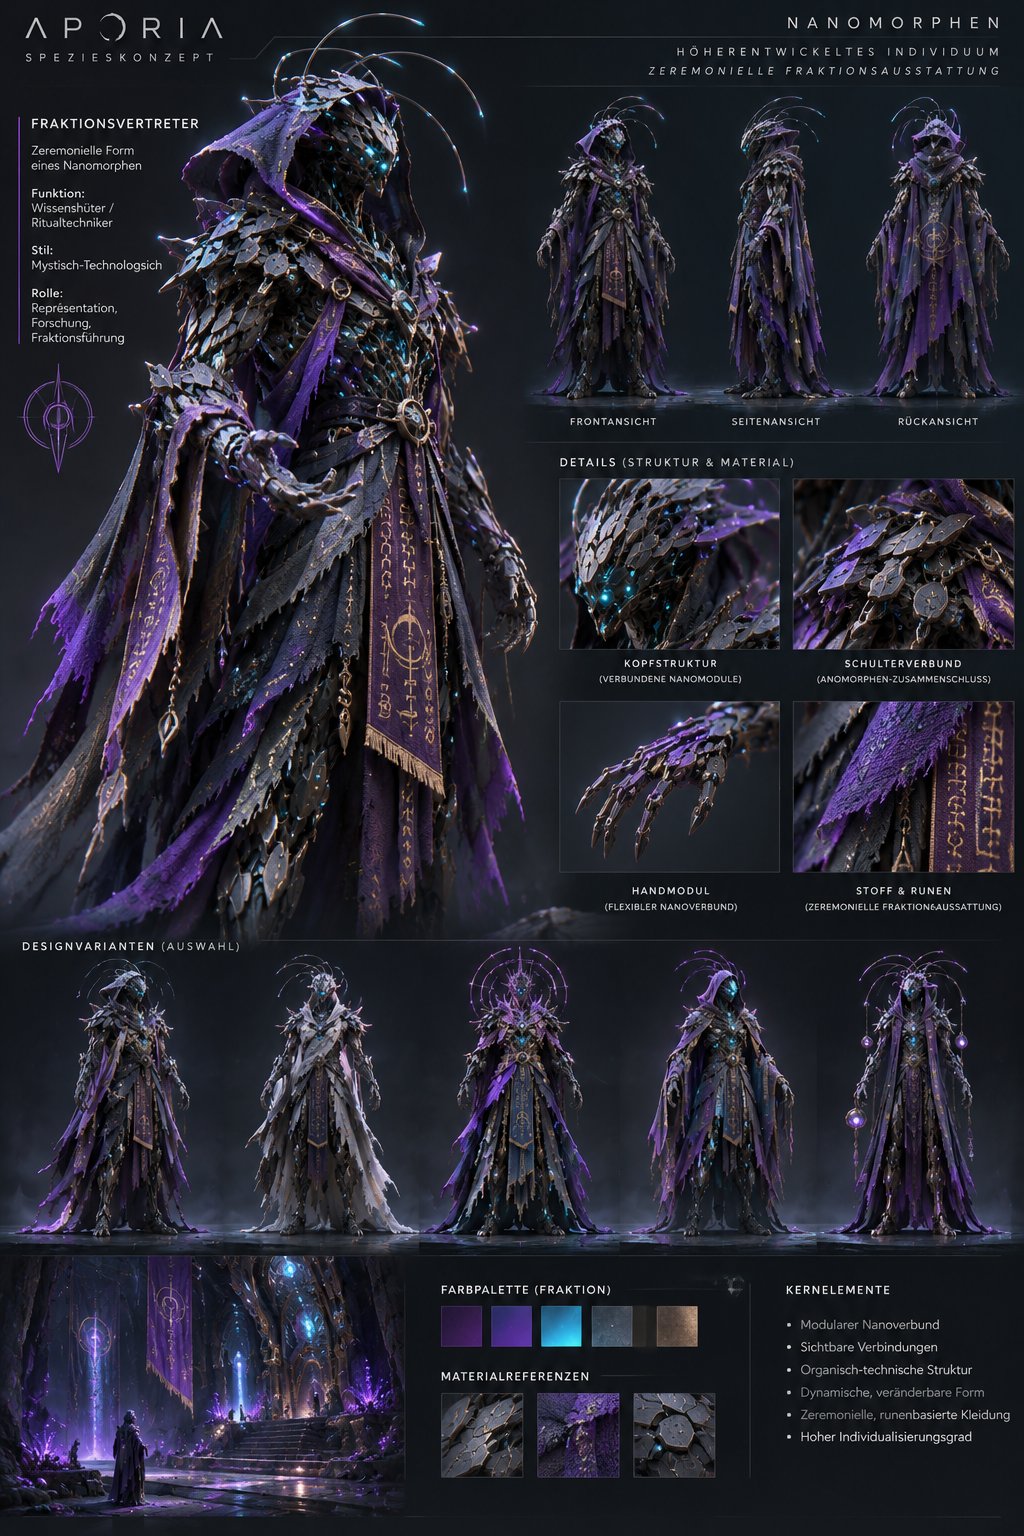 APORIA
SPEZIESKONZEPT
NANOMORPHEN
HÖHERENTWICKELTES INDIVIDUUM
ZEREMONIELLE FRAKTIONSAUSSTATTUNG
FRAKTIONSVERTRETER
Zeremonielle Form
eines Nanomorphen
Funktion:
Wissenshüter /
Ritualtechniker
Stil:
Mystisch-Technologsich
Rolle:
Repräsentation,
Forschung,
Fraktionsführung
FRONTANSICHT
SEITENANSICHT
RÜCKANSICHT
DETAILS (STRUKTUR & MATERIAL)
KOPFSTRUKTUR
(VERBUNDENE NANOMODULE)
SCHULTERVERBUND
(ANOMORPHEN-ZUSAMMENSCHLUSS)
HANDMODUL
(FLEXIBLER NANOVERBUND)
STOFF & RUNEN
(ZEREMONIELLE FRAKTION&AUSSATTUNG)
DESIGNVARIANTEN (AUSWAHL)
FARBPALETTE (FRAKTION)
MATERIALREFERENZEN
KERNELEMENTE
• Modularer Nanoverbund
• Sichtbare Verbindungen
• Organisch-technische Struktur
• Dynamische, veränderbare Form
• Zeremonielle, runenbasierte Kleidung
• Hoher Individualisierungsgrad